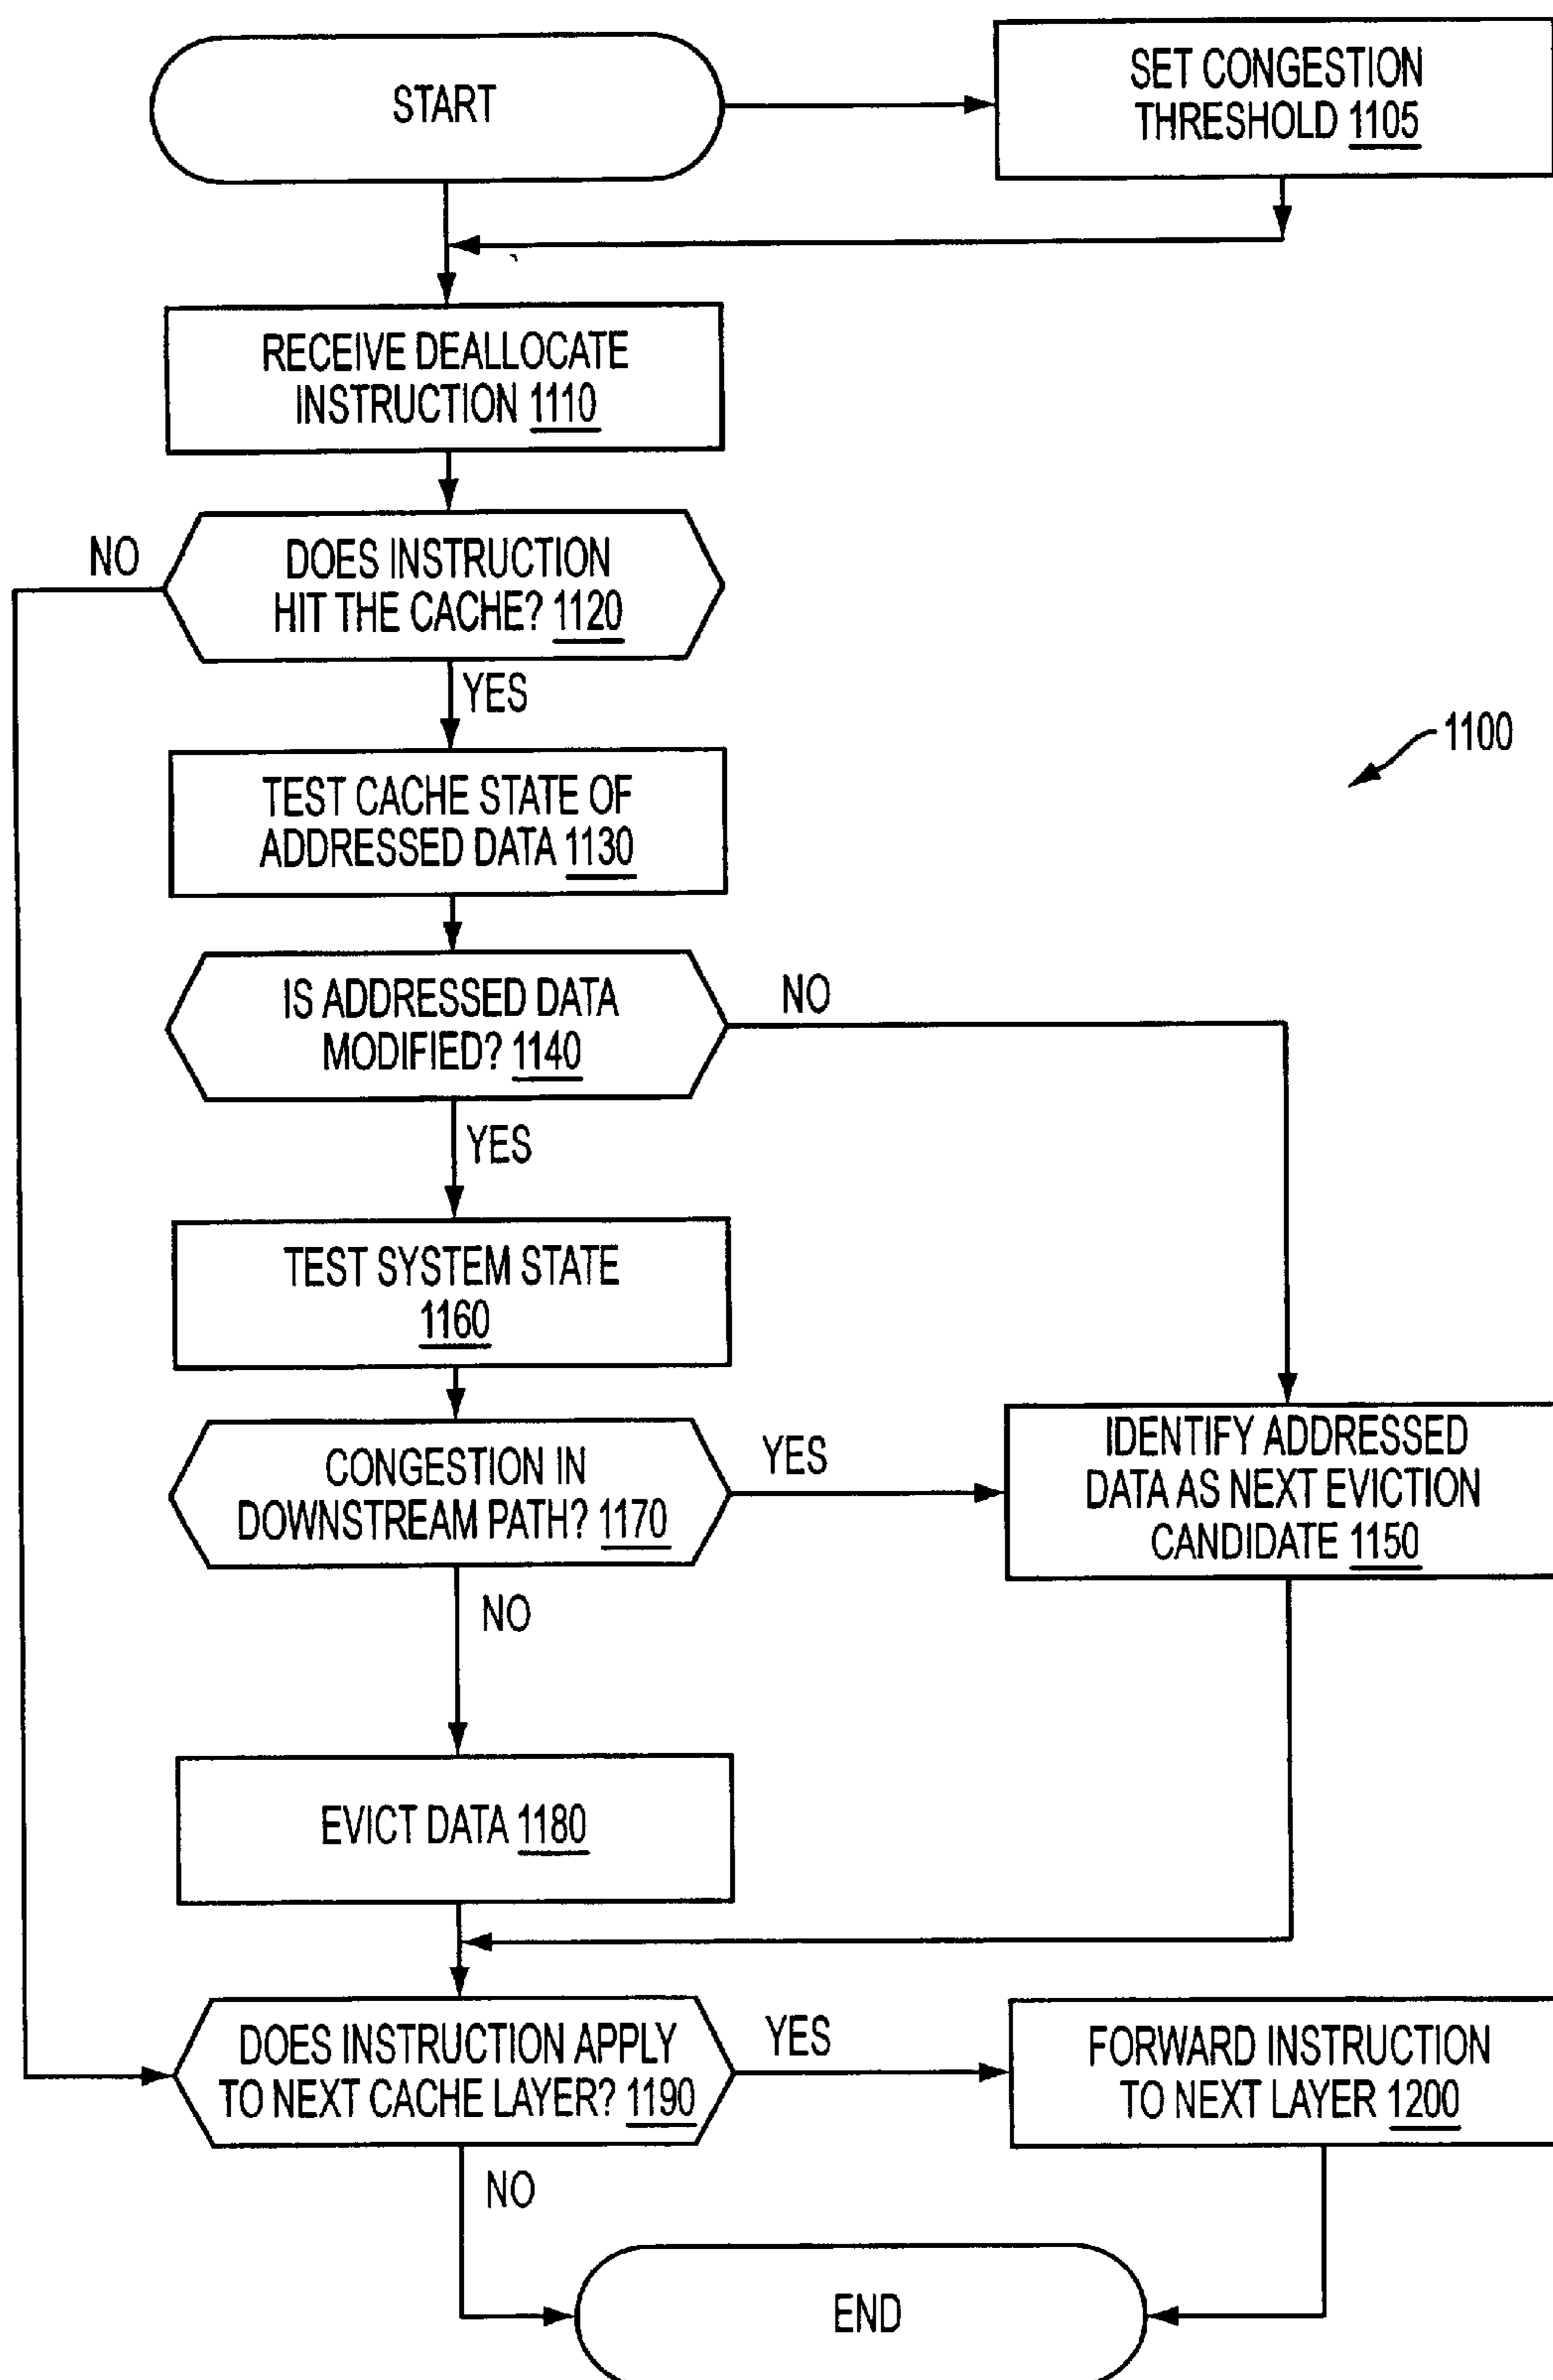 START
SET CONGESTION
THRESHOLD 1105
RECEIVE DEALLOCATE
INSTRUCTION 1110
NO
DOES INSTRUCTION
HIT THE CACHE? 1120
YES
1100
TEST CACHE STATE OF
ADDRESSED DATA 1130
IS ADDRESSED DATA
MODIFIED? 1140
NO
YES
TEST SYSTEM STATE
1160
CONGESTION IN
DOWNSTREAM PATH? 1170
YES
IDENTIFY ADDRESSED
DATA AS NEXT EVICTION
CANDIDATE 1150
NO
EVICT DATA 1180
DOES INSTRUCTION APPLY
TO NEXT CACHE LAYER? 1190
YES
FORWARD INSTRUCTION
TO NEXT LAYER 1200
NO
END